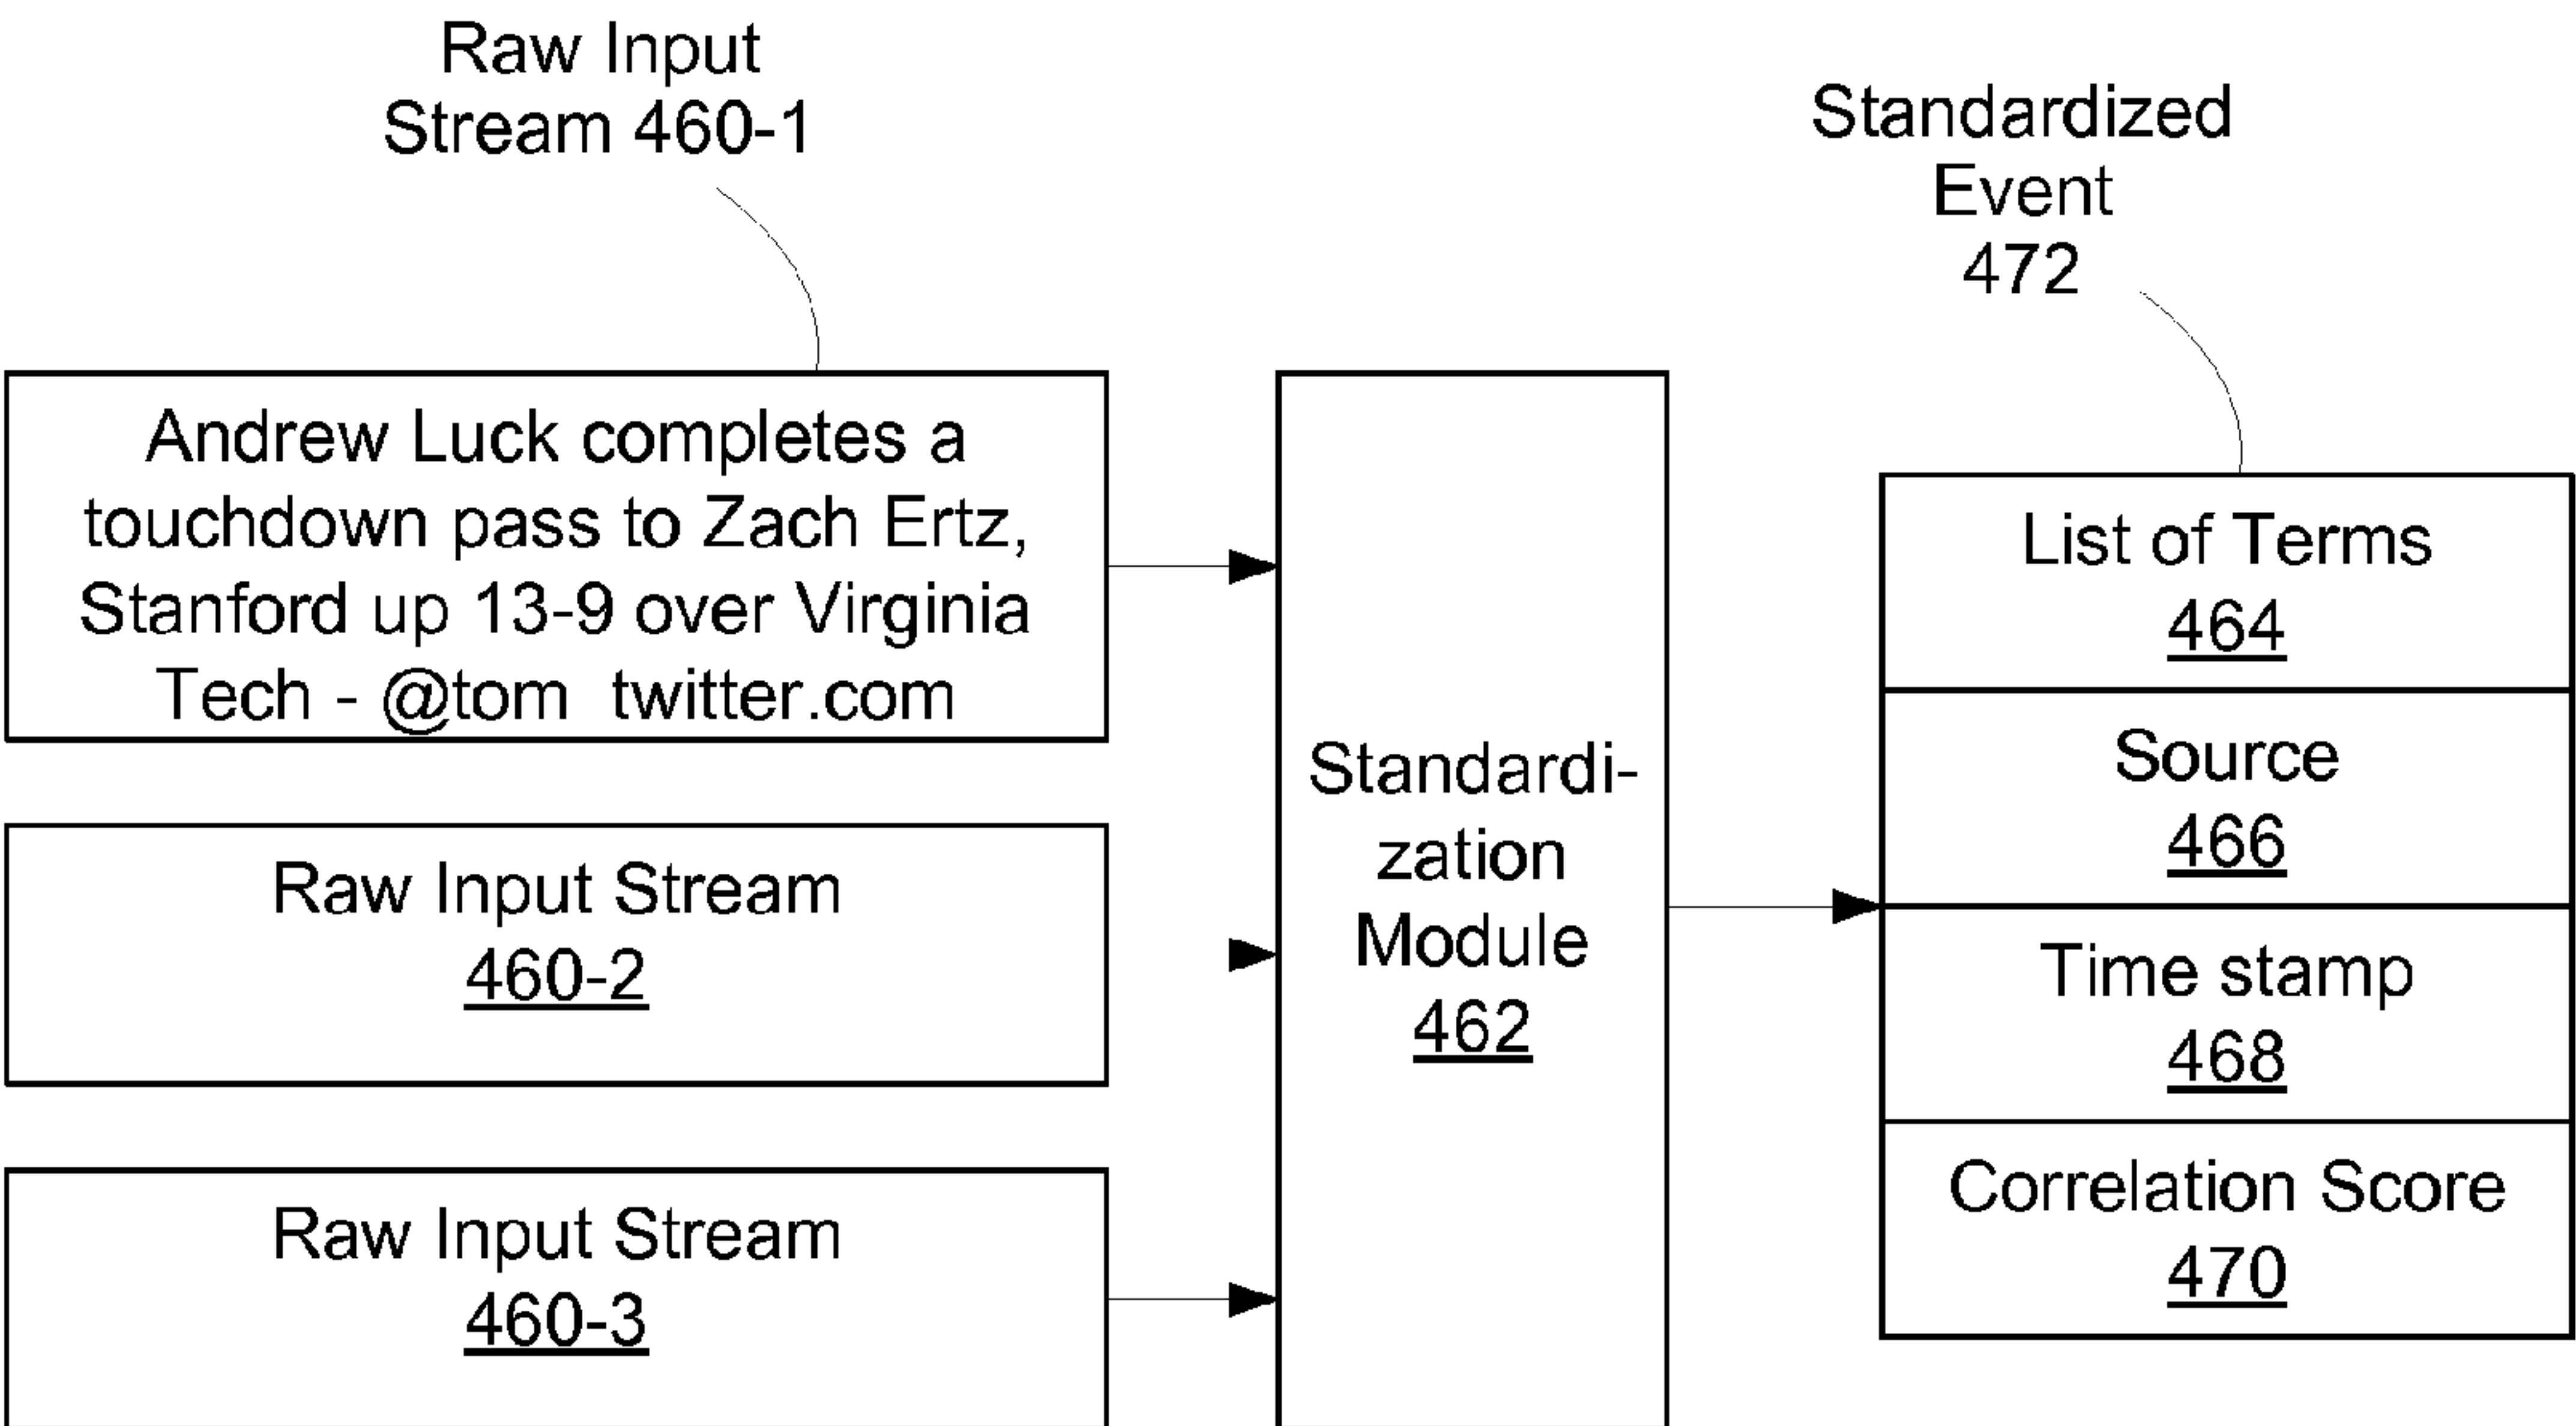 Raw Input
Stream 460-1
Standardized
Event
472
Andrew Luck completes a
touchdown pass to Zach Ertz,
Stanford up 13-9 over Virginia
Tech - @tom  twitter.com
Raw Input Stream
460-2
Raw Input Stream
460-3
Standardi-
zation
Module
462
List of Terms
464
Source
466
Time stamp
468
Correlation Score
470